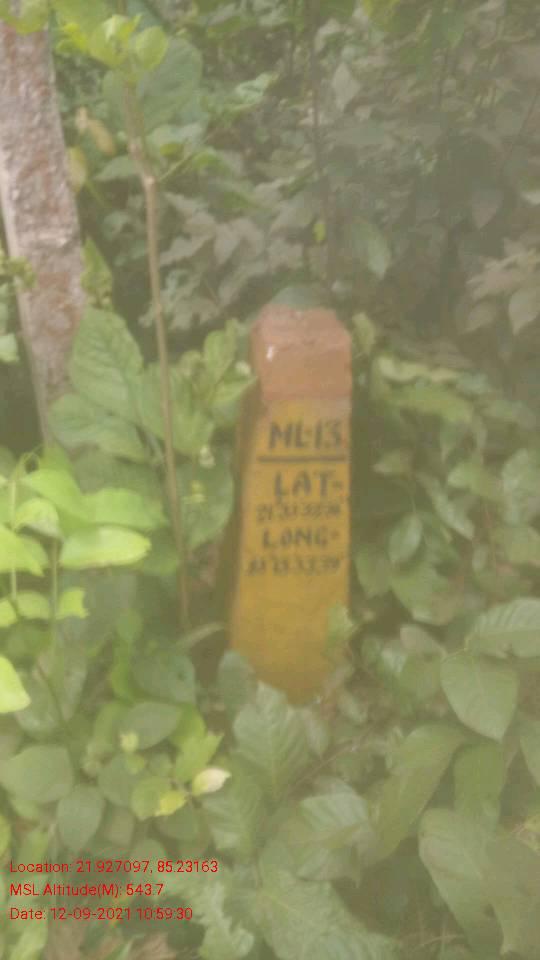 ML-13
LAT-
LONG-
Location: 21.927097, 85.23163
MSL Altitude(M): 543.7
Date: 12-09-2021 10:59:30